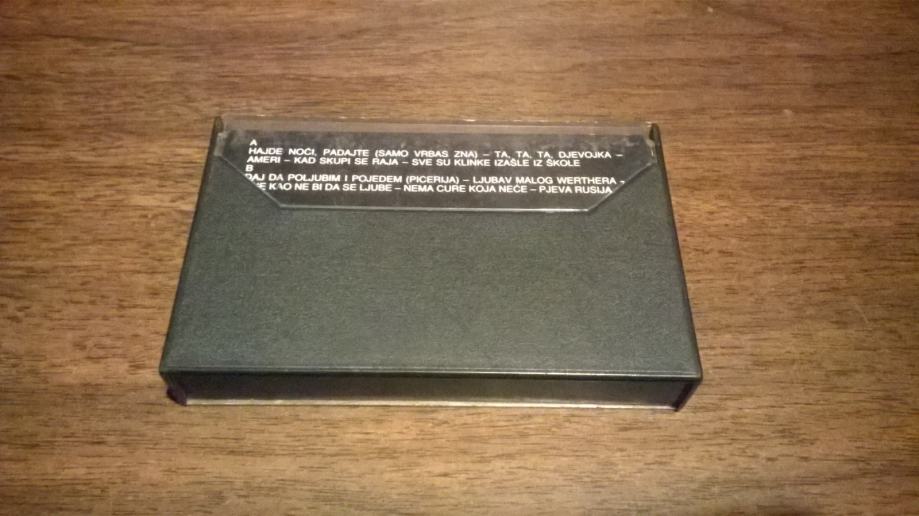 A
HAJDE NOĆI, PADAJTE (SAMO VRBAS ZNA) – TA, TA, TA, DJEVOJKA –
AMERI – KAD SKUPI SE RAJA – SVE SU KLINKE IZAŠLE IZ ŠKOLE
B
DAJ DA POLJUBIM I POJEDEM (PICERIJA) – LJUBAV MALOG WERTHERA –
KAO NE BI DA SE LJUBE – NEMA CURE KOJA NEĆE – PJEVA RUSIJA